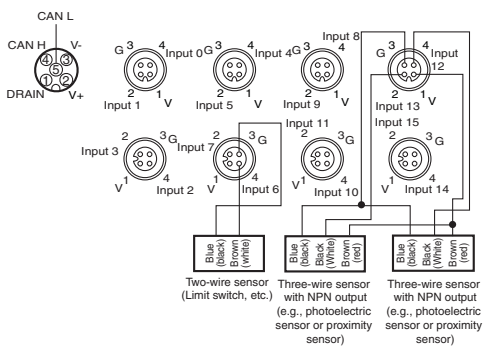 CAN L
CAN H
V-
4
3
5
1
2
DRAIN
V+
G 3 4 Input 0
2 1 V
Input 1
G 3 4 Input 4
2 1 V
Input 5
Input 8
G 3 4
2 1 V
Input 9
G 3 4 Input 12
2 1 V
Input 13
Input 3
2 3 G
V 1 4
Input 2
Input 7
2 3 G
V 1 4
Input 6
Input 11
2 3 G
V 1 4
Input 10
Input 15
2 3 G
V 1 4
Input 14
Blue (black)
Brown (white)
Blue (black)
Black (White)
Brown (red)
Blue (black)
Black (White)
Brown (red)
Two-wire sensor
(Limit switch, etc.)
Three-wire sensor
with NPN output
(e.g., photoelectric
sensor or proximity
sensor)
Three-wire sensor
with NPN output
(e.g., photoelectric
sensor or proximity
sensor)